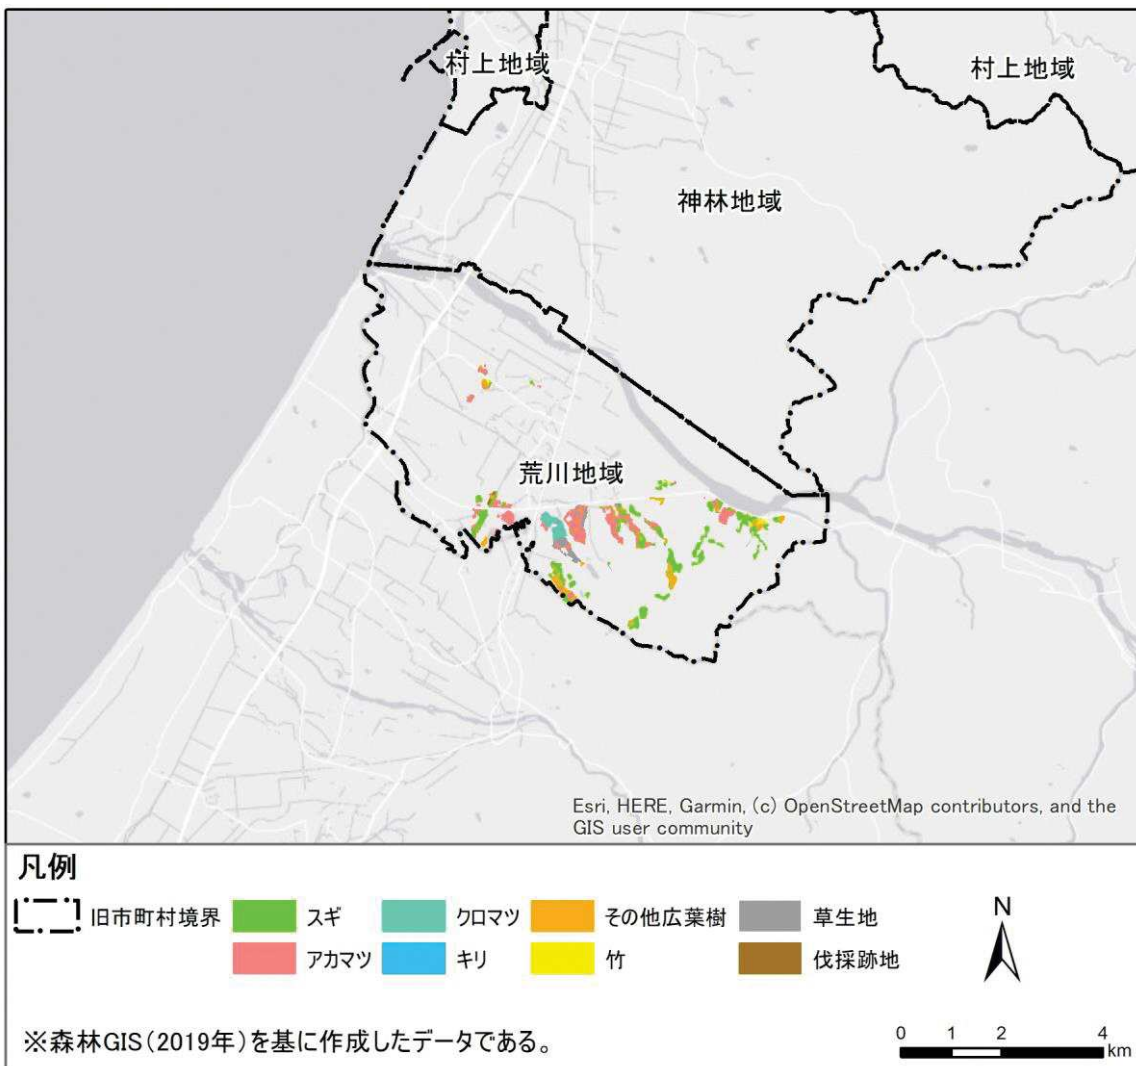 村上地域
村上地域
神林地域
荒川地域
Esri, HERE, Garmin, (c) OpenStreetMap contributors, and the
GIS user community
凡例
旧市町村境界 スギ クロマツ その他広葉樹 草生地
アカマツ キリ 竹 伐採跡地
N
※森林GIS(2019年)を基に作成したデータである。
0 1 2 4
km